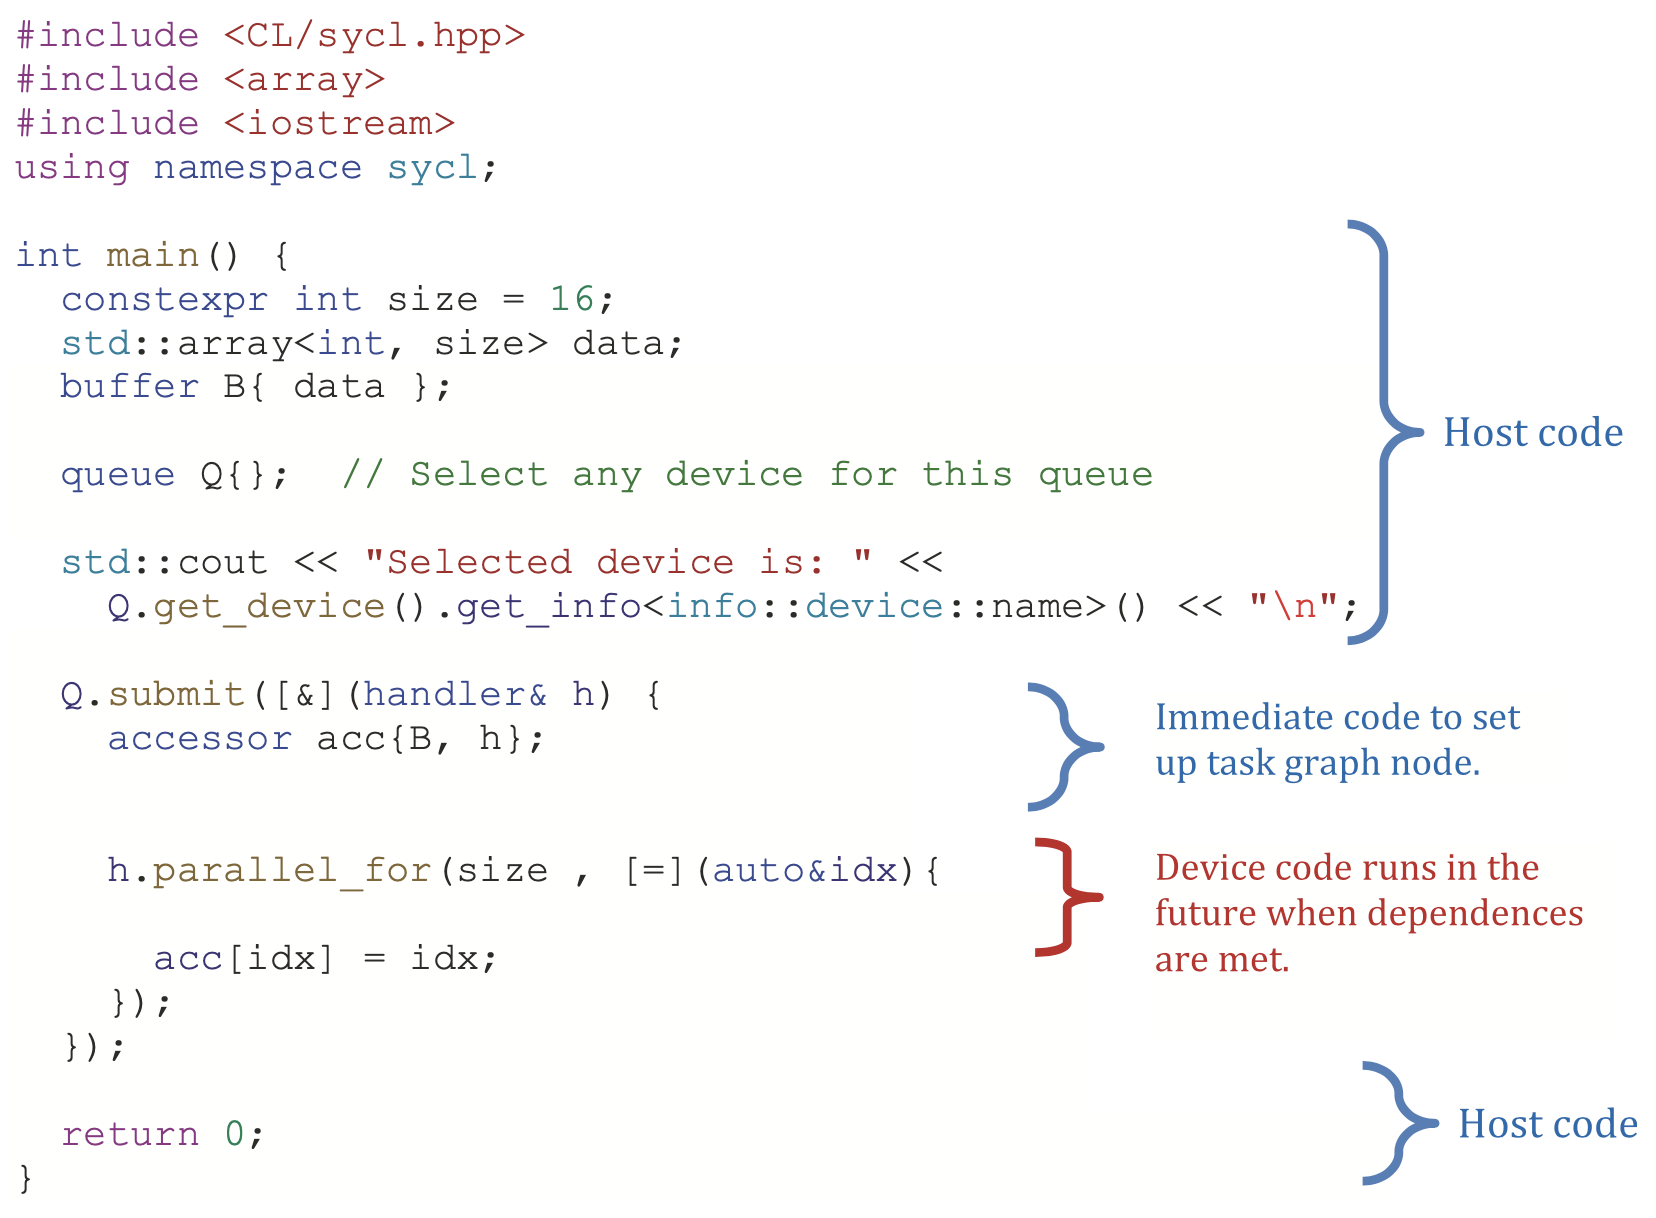 #include <CL/sycl.hpp>
#include <array>
#include <iostream>
using namespace sycl;
int main() {
  constexpr int size = 16;
  std::array<int, size> data;
  buffer B{ data };
  queue Q{};  // Select any device for this queue
  std::cout << "Selected device is: " <<
    Q.get_device().get_info<info::device::name>() << "\n";
Host code
  Q.submit([&](handler& h) {
    accessor acc{B, h};
Immediate code to set
up task graph node.
    h.parallel_for(size , [=](auto&idx){
      acc[idx] = idx;
    });
  });
Device code runs in the
future when dependences
are met.
  return 0;
}
Host code